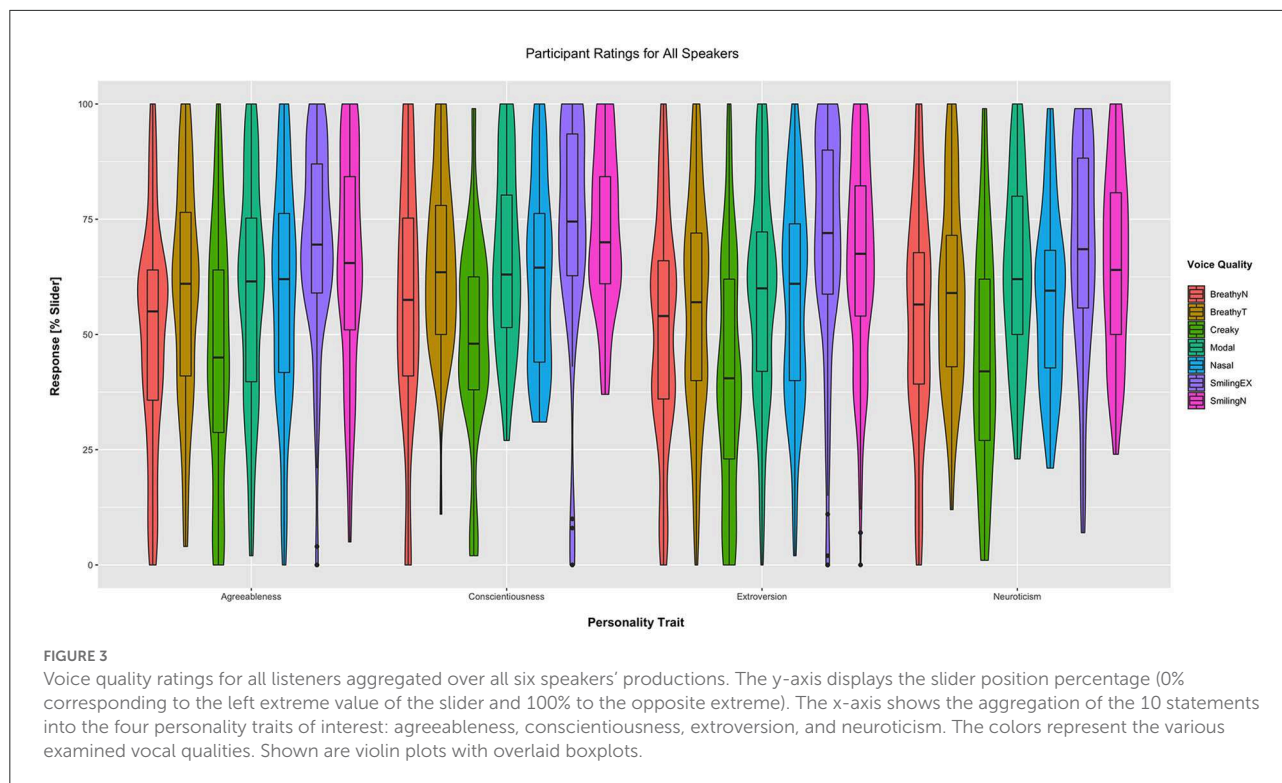 Participant Ratings for All Speakers
Response [% Slider]
100
75
50
25
0
Agreeableness
Conscientiousness
Extroversion
Neuroticism
Personality Trait
Voice Quality
BreathyN
BreathyT
Creaky
Modal
Nasal
SmilingEX
SmilingN
FIGURE 3
Voice quality ratings for all listeners aggregated over all six speakers’ productions. The y-axis displays the slider position percentage (0%
corresponding to the left extreme value of the slider and 100% to the opposite extreme). The x-axis shows the aggregation of the 10 statements
into the four personality traits of interest: agreeableness, conscientiousness, extroversion, and neuroticism. The colors represent the various
examined vocal qualities. Shown are violin plots with overlaid boxplots.